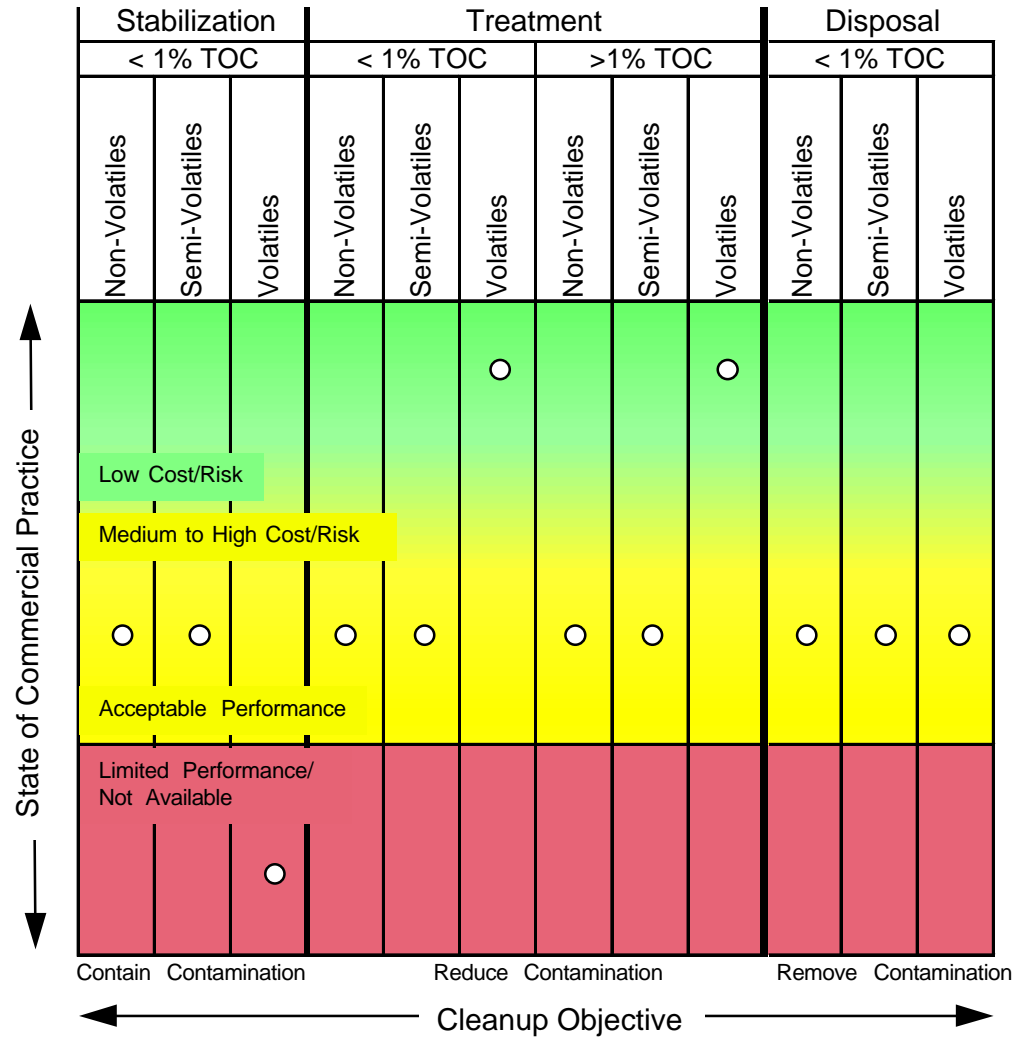 Stabilization Treatment Disposal
< 1% TOC < 1% TOC >1% TOC < 1% TOC
Non-Volatiles
Semi-Volatiles
Volatiles
Non-Volatiles
Semi-Volatiles
Volatiles
Non-Volatiles
Semi-Volatiles
Volatiles
Non-Volatiles
Semi-Volatiles
Volatiles
State of Commercial Practice
Low Cost/Risk
Medium to High Cost/Risk
Acceptable Performance
Limited Performance/
Not Available
Contain Contamination Reduce Contamination Remove Contamination
Cleanup Objective